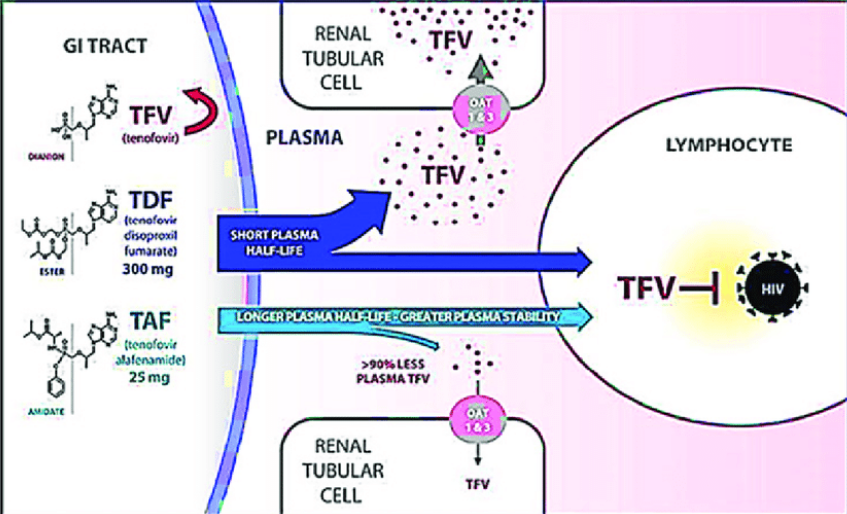 GI TRACT
TFV
(tenofovir)
DIANION
TDF
(tenofovir
disoproxil
fumarate)
300 mg
ESTER
TAF
(tenofovir
alafenamide)
25 mg
AMIDATE
RENAL
TUBULAR
CELL
TFV
OAT
1 & 3
PLASMA
TFV
SHORT PLASMA
HALF-LIFE
LONGER PLASMA HALF-LIFE - GREATER PLASMA STABILITY
>90% LESS
PLASMA TFV
OAT
1 & 3
RENAL
TUBULAR
CELL
TFV
LYMPHOCYTE
TFV
HIV